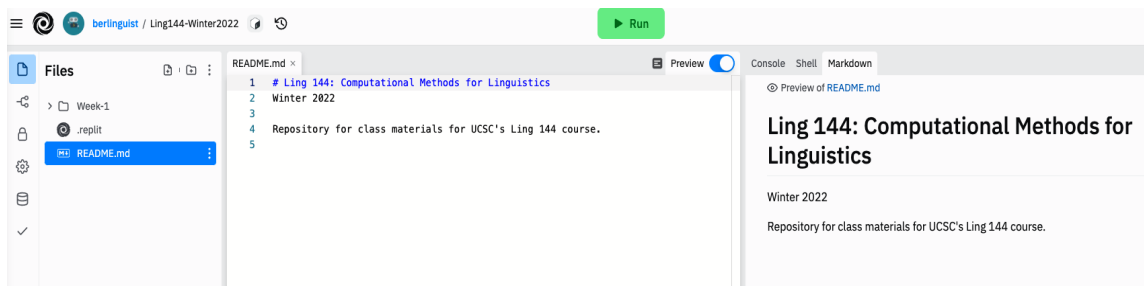 berlinguist / Ling144-Winter2022
Run
Files
Week-1
.replit
README.md
README.md ×
Preview
1 # Ling 144: Computational Methods for Linguistics
2 Winter 2022
3
4 Repository for class materials for UCSC's Ling 144 course.
5
Console Shell Markdown
Preview of README.md
Ling 144: Computational Methods for
Linguistics
Winter 2022
Repository for class materials for UCSC's Ling 144 course.